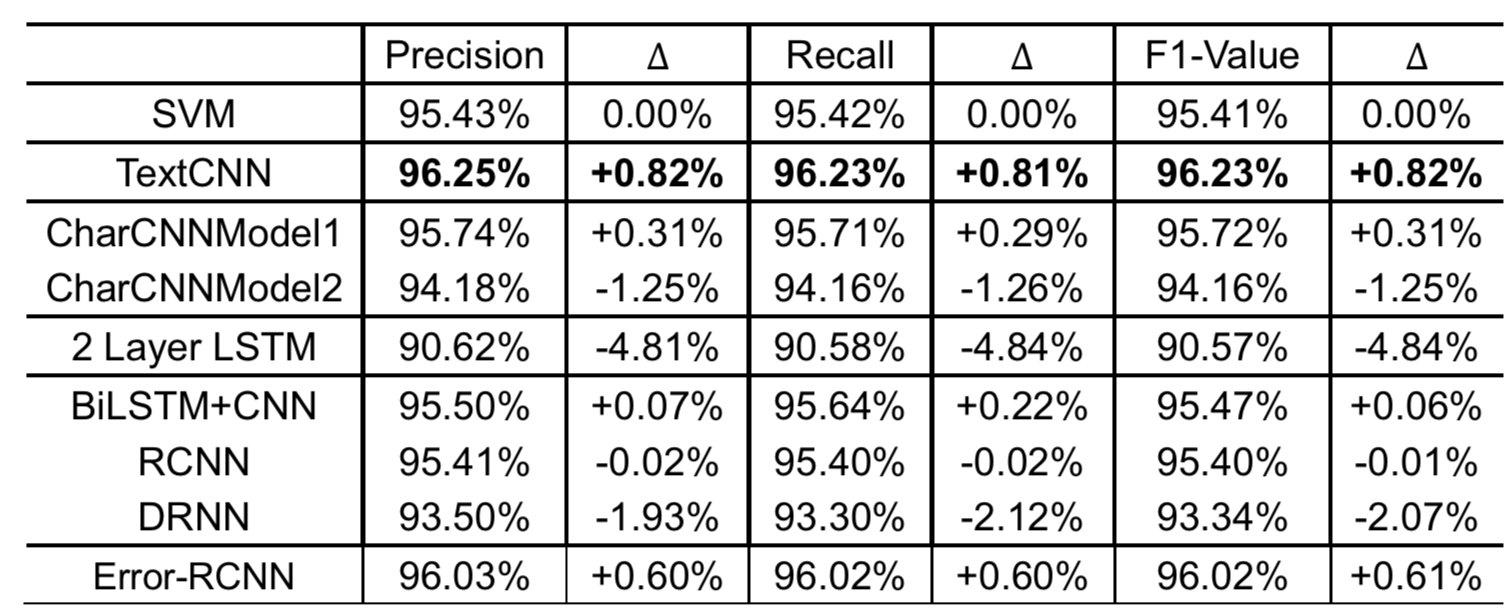 Precision Δ Recall Δ F1-Value Δ
SVM 95.43% 0.00% 95.42% 0.00% 95.41% 0.00%
TextCNN 96.25% +0.82% 96.23% +0.81% 96.23% +0.82%
CharCNNModel1 95.74% +0.31% 95.71% +0.29% 95.72% +0.31%
CharCNNModel2 94.18% -1.25% 94.16% -1.26% 94.16% -1.25%
2 Layer LSTM 90.62% -4.81% 90.58% -4.84% 90.57% -4.84%
BiLSTM+CNN 95.50% +0.07% 95.64% +0.22% 95.47% +0.06%
RCNN 95.41% -0.02% 95.40% -0.02% 95.40% -0.01%
DRNN 93.50% -1.93% 93.30% -2.12% 93.34% -2.07%
Error-RCNN 96.03% +0.60% 96.02% +0.60% 96.02% +0.61%